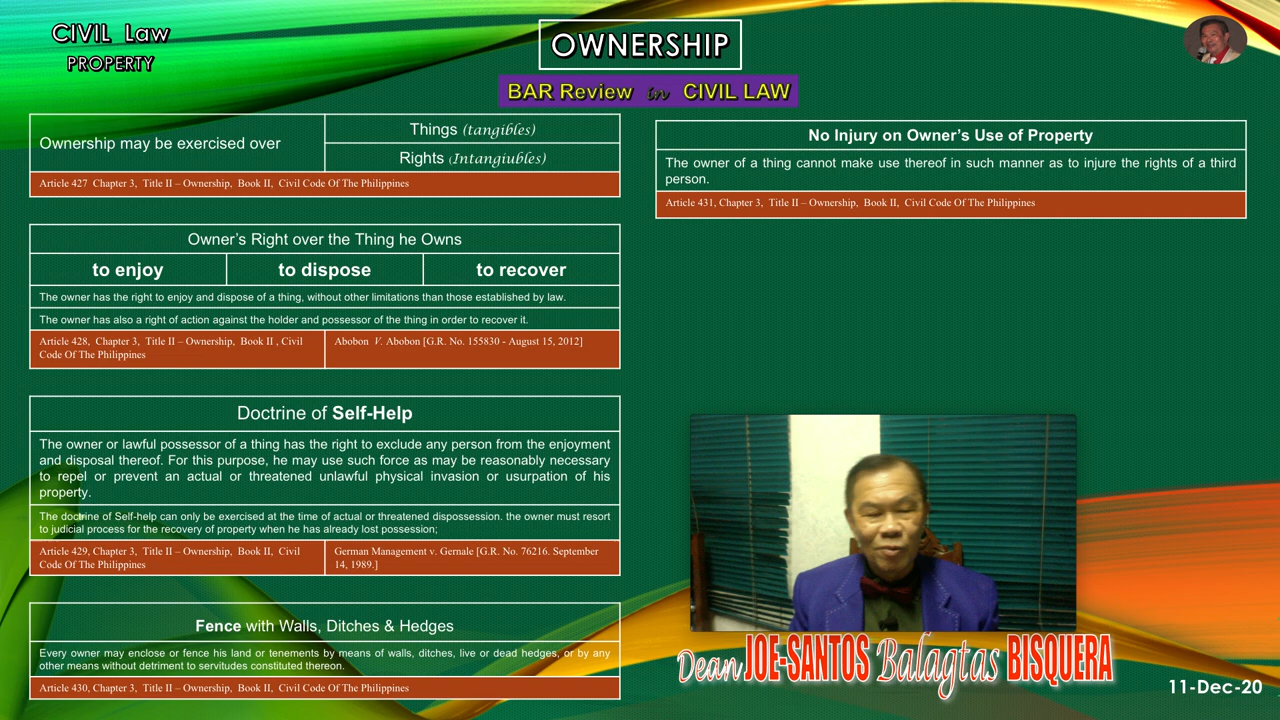 CIVIL Law
PROPERTY
OWNERSHIP
BAR Review in CIVIL LAW
Ownership may be exercised over
Things (tangibles)
Rights (Intangiubles)
Article 427 Chapter 3, Title II – Ownership, Book II, Civil Code Of The Philippines
Owner's Right over the Thing he Owns
to enjoy
to dispose
to recover
The owner has the right to enjoy and dispose of a thing, without other limitations than those established by law.
The owner has also a right of action against the holder and possessor of the thing in order to recover it.
Article 428, Chapter 3, Title II – Ownership, Book II , Civil
Code Of The Philippines
Abobon V. Abobon [G.R. No. 155830 - August 15, 2012]
Doctrine of Self-Help
The owner or lawful possessor of a thing has the right to exclude any person from the enjoyment
and disposal thereof. For this purpose, he may use such force as may be reasonably necessary
to repel or prevent an actual or threatened unlawful physical invasion or usurpation of his
property.
The doctrine of Self-help can only be exercised at the time of actual or threatened dispossession. the owner must resort
to judicial process for the recovery of property when he has already lost possession;
Article 429, Chapter 3, Title II – Ownership, Book II, Civil
Code Of The Philippines
German Management v. Gernale [G.R. No. 76216. September
14, 1989.]
Fence with Walls, Ditches & Hedges
Every owner may enclose or fence his land or tenements by means of walls, ditches, live or dead hedges, or by any
other means without detriment to servitudes constituted thereon.
Article 430, Chapter 3, Title II – Ownership, Book II, Civil Code Of The Philippines
No Injury on Owner's Use of Property
The owner of a thing cannot make use thereof in such manner as to injure the rights of a third
person.
Article 431, Chapter 3, Title II – Ownership, Book II, Civil Code Of The Philippines
Dean JOE-SANTOS Balagtas BISQUERA
11-Dec-20